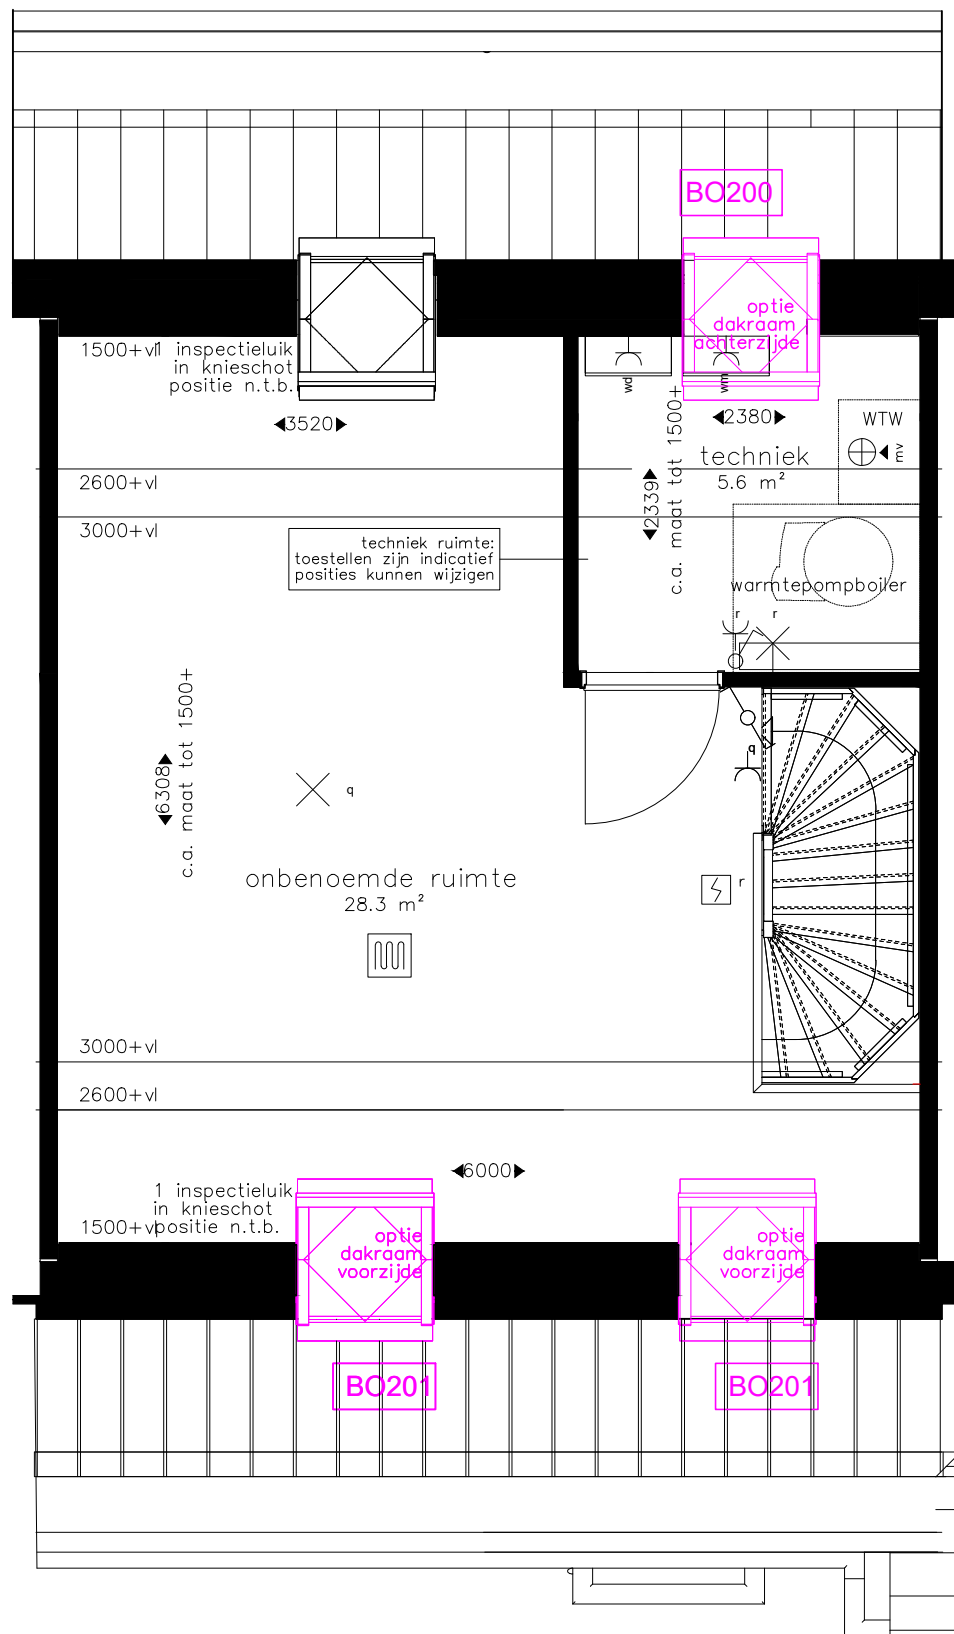 BO200
optie
dakraam
achterzijde
1500+vl
1 inspectieluik
in knieschot
positie n.t.b.
wd
wm
3520
2380
WTW
mv
techniek
5.6 m²
2600+vl
2339
c.a. maat tot 1500+
3000+vl
techniek ruimte:
toestellen zijn indicatief
posities kunnen wijzigen
warmtepompboiler
r
r
q
6308
c.a. maat tot 1500+
q
onbenoemde ruimte
28.3 m²
r
3000+vl
2600+vl
6000
1 inspectieluik
in knieschot
positie n.t.b.
1500+vl
optie
dakraam
voorzijde
optie
dakraam
voorzijde
BO201
BO201